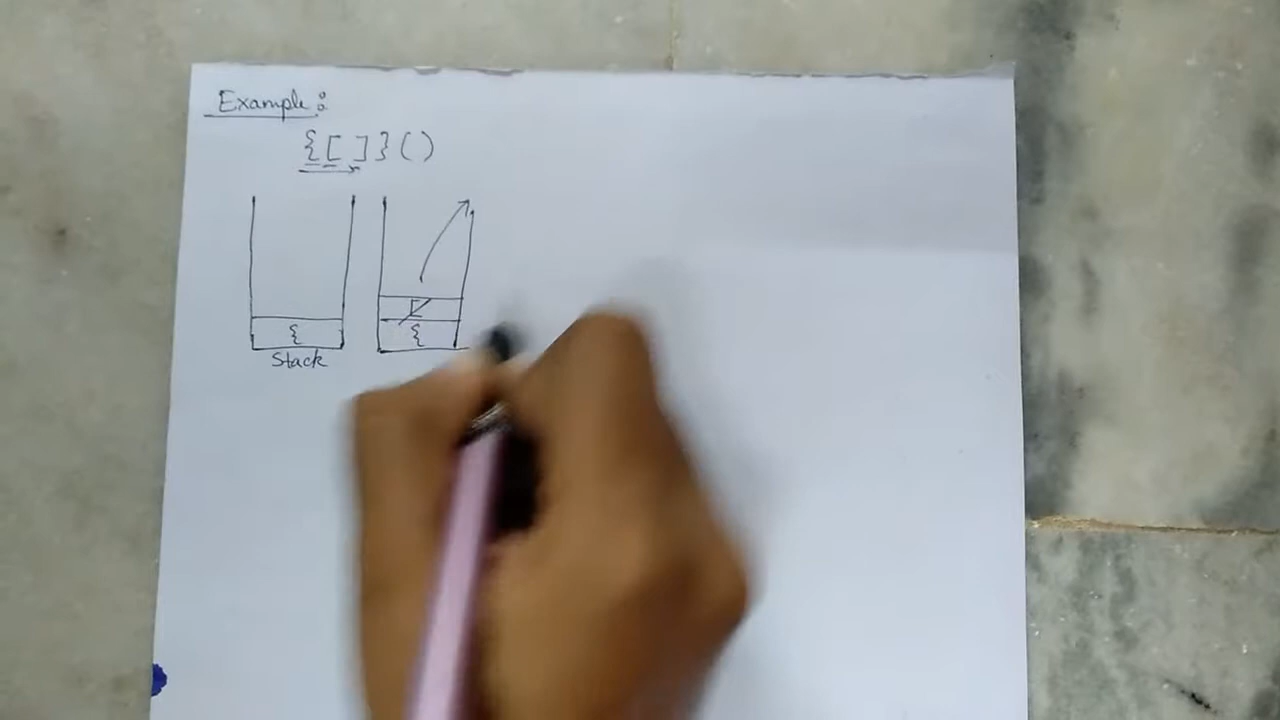 Example:
{[]}()
{
[
{
Stack